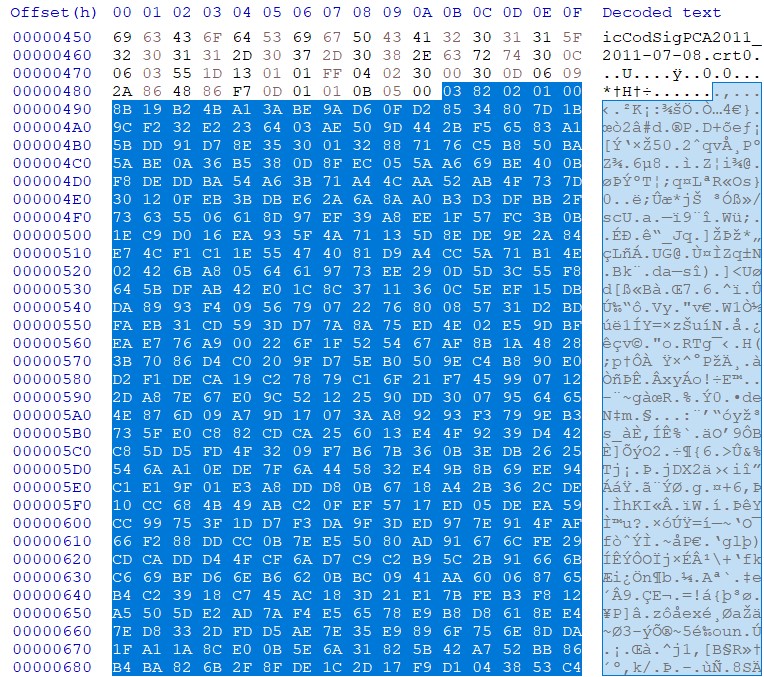 Offset(h) 00 01 02 03 04 05 06 07 08 09 0A 0B 0C 0D 0E 0F Decoded text
00000450 69 63 43 6F 64 53 69 67 50 43 41 32 30 31 31 5F icCodSigPCA2011_
00000460 32 30 31 31 2D 30 37 2D 30 38 2E 63 72 74 30 0C 2011-07-08.crt0.
00000470 06 03 55 1D 13 01 01 FF 04 02 30 00 30 0D 06 09 ..U....ÿ..0.0...
00000480 2A 86 48 86 F7 0D 01 01 0B 05 00 03 82 02 01 00 *†H†÷.......‚...
00000490 8B 19 B2 4B A1 3A BE 9A D6 0F D2 85 34 80 7D 1B ‹.²K¡:¾šÖ.Ò…4€}.
000004A0 9C F2 32 E2 23 64 03 AE 50 9D 44 2B F5 65 83 A1 œò2â#d.®P.D+õeƒ¡
000004B0 5B DD 91 D7 8E 35 30 01 32 88 71 76 C5 B8 50 BA [Ý‘×Ž50.2ˆqvÅ¸Pº
000004C0 5A BE 0A 36 B5 38 0D 8F EC 05 5A A6 69 BE 40 0B Z¾.6µ8..ì.Z¦i¾@.
000004D0 F8 DE DD BA 54 A6 3B 71 A4 4C AA 52 AB 4F 73 7D øÞÝºT¦;q¤LªR«Os}
000004E0 30 12 0F EB 3B DB E6 2A 6A 8A A0 B3 D3 DF BB 2F 0..ë;Ûæ*jŠ ³Óß»/
000004F0 73 63 55 06 61 8D 97 EF 39 A8 EE 1F 57 FC 3B 0B scU.a.—ï9¨î.Wü;.
00000500 1E C9 D0 16 EA 93 5F 4A 71 13 5D 8E DE 9E 2A 84 .ÉÐ.ê“_Jq.]ŽÞž*„
00000510 E7 4C F1 C1 1E 55 47 40 81 D9 A4 CC 5A 71 B1 4E çLñÁ.UG@.Ù¤ÌZq±N
00000520 02 42 6B 8A 05 64 61 97 73 EE 29 0D 5D 3C 55 F8 .BkŠ.da—sî).]<Uø
00000530 64 5B DF AB 42 E0 1C 8C 37 11 36 0C 5E EF 15 DB d[ß«Bà.Œ7.6.^ï.Û
00000540 DA 89 93 F4 09 56 79 07 22 76 80 08 57 31 D2 BD Ú‰“ô.Vy."v€.W1Ò½
00000550 FA EB 31 CD 59 3D D7 7A 8A 75 ED 4E 02 E5 9D BF úë1ÍY=×zŠuíN.å.¿
00000560 EA E7 76 A9 00 22 6F 1F 52 54 67 AF 8B 1A 48 28 êçv©."o.RTg¯‹.H(
00000570 3B 70 86 D4 C0 20 9F D7 5E B0 50 9E C4 B8 90 E0 ;p†ÔÀ Ÿ×^°PžÄ¸.à
00000580 D2 F1 DE CA 19 C2 78 79 C1 6F 21 F7 45 99 07 12 ÒñÞÊ.ÂxyÁo!÷E™..
00000590 2D A8 7E 67 E0 9C 52 12 25 90 DD 30 07 95 64 65 -¨~gàœR.%.Ý0.•de
000005A0 4E 87 6D 09 A7 9D 17 07 3A A8 92 93 F3 79 9E B3 N‡m.§...:¨’“óyž³
000005B0 73 5F E0 C8 82 CD CA 25 60 13 E4 4F 92 39 D4 42 s_àÈ‚ÍÊ%`.äO’9ÔB
000005C0 C8 5D D5 FD 4F 32 09 F7 B6 7B 36 0B 3E DB 26 25 È]ÕýO2.÷¶{6.>Û&%
000005D0 54 6A A1 0E DE 7F 6A 44 58 32 E4 9B 8B 69 EE 94 Tj¡.Þ.jDX2ä›‹iî”
000005E0 C1 E1 9F 01 E3 A8 DD D8 0B 67 18 A4 2B 36 2C DE Áá.ã¨ÝØ.g.¤+6,Þ
000005F0 10 CC 68 4B 49 AB C2 0F EF 57 17 ED 05 DE EA 59 .ÌhKI«Â.ïW.í.ÞêY
00000600 CC 99 75 3F 1D D7 F3 DA 9F 3D ED 97 7E 91 4F AF Ì™u?.×óÚŸ=í—~‘O¯
00000610 66 F2 88 DD CC 0B 7E E5 50 80 AD 91 67 6C FE 29 fòˆÝÌ.~åP€.‘glþ)
00000620 CD CA DD D4 4F CF 6A D7 C9 C2 B9 5C 2B 91 66 6B ÍÊÝÔOÏj×ÉÂ¹\+‘fk
00000630 C6 69 BF D6 6E B6 62 0B BC 09 41 AA 60 06 87 65 Æi¿Ön¶b.¼.Aª`.‡e
00000640 B4 C2 39 18 C7 45 AC 18 3D 21 E1 7B FE B3 F8 12 ´Â9.ÇE¬.=!á{þ³ø.
00000650 A5 50 5D E2 AD 7A F4 E5 65 78 E9 B8 D8 61 8E E4 ¥P]â.zôåexé¸ØaŽä
00000660 7E D8 33 2D FD D5 AE 7E 35 E9 89 6F 75 6E 8D DA ~Ø3-ýÕ®~5é‰oun.Ú
00000670 1F A1 1A 8C E0 0B 5E 6A 31 82 5B 42 A7 52 BB 86 .¡.Œà.^j1‚[B§R»†
00000680 B4 BA 82 6B 2F 8F DE 1C 2D 17 F9 D1 04 38 53 C4 ´º‚k/.Þ.-.ùÑ.8SÄ